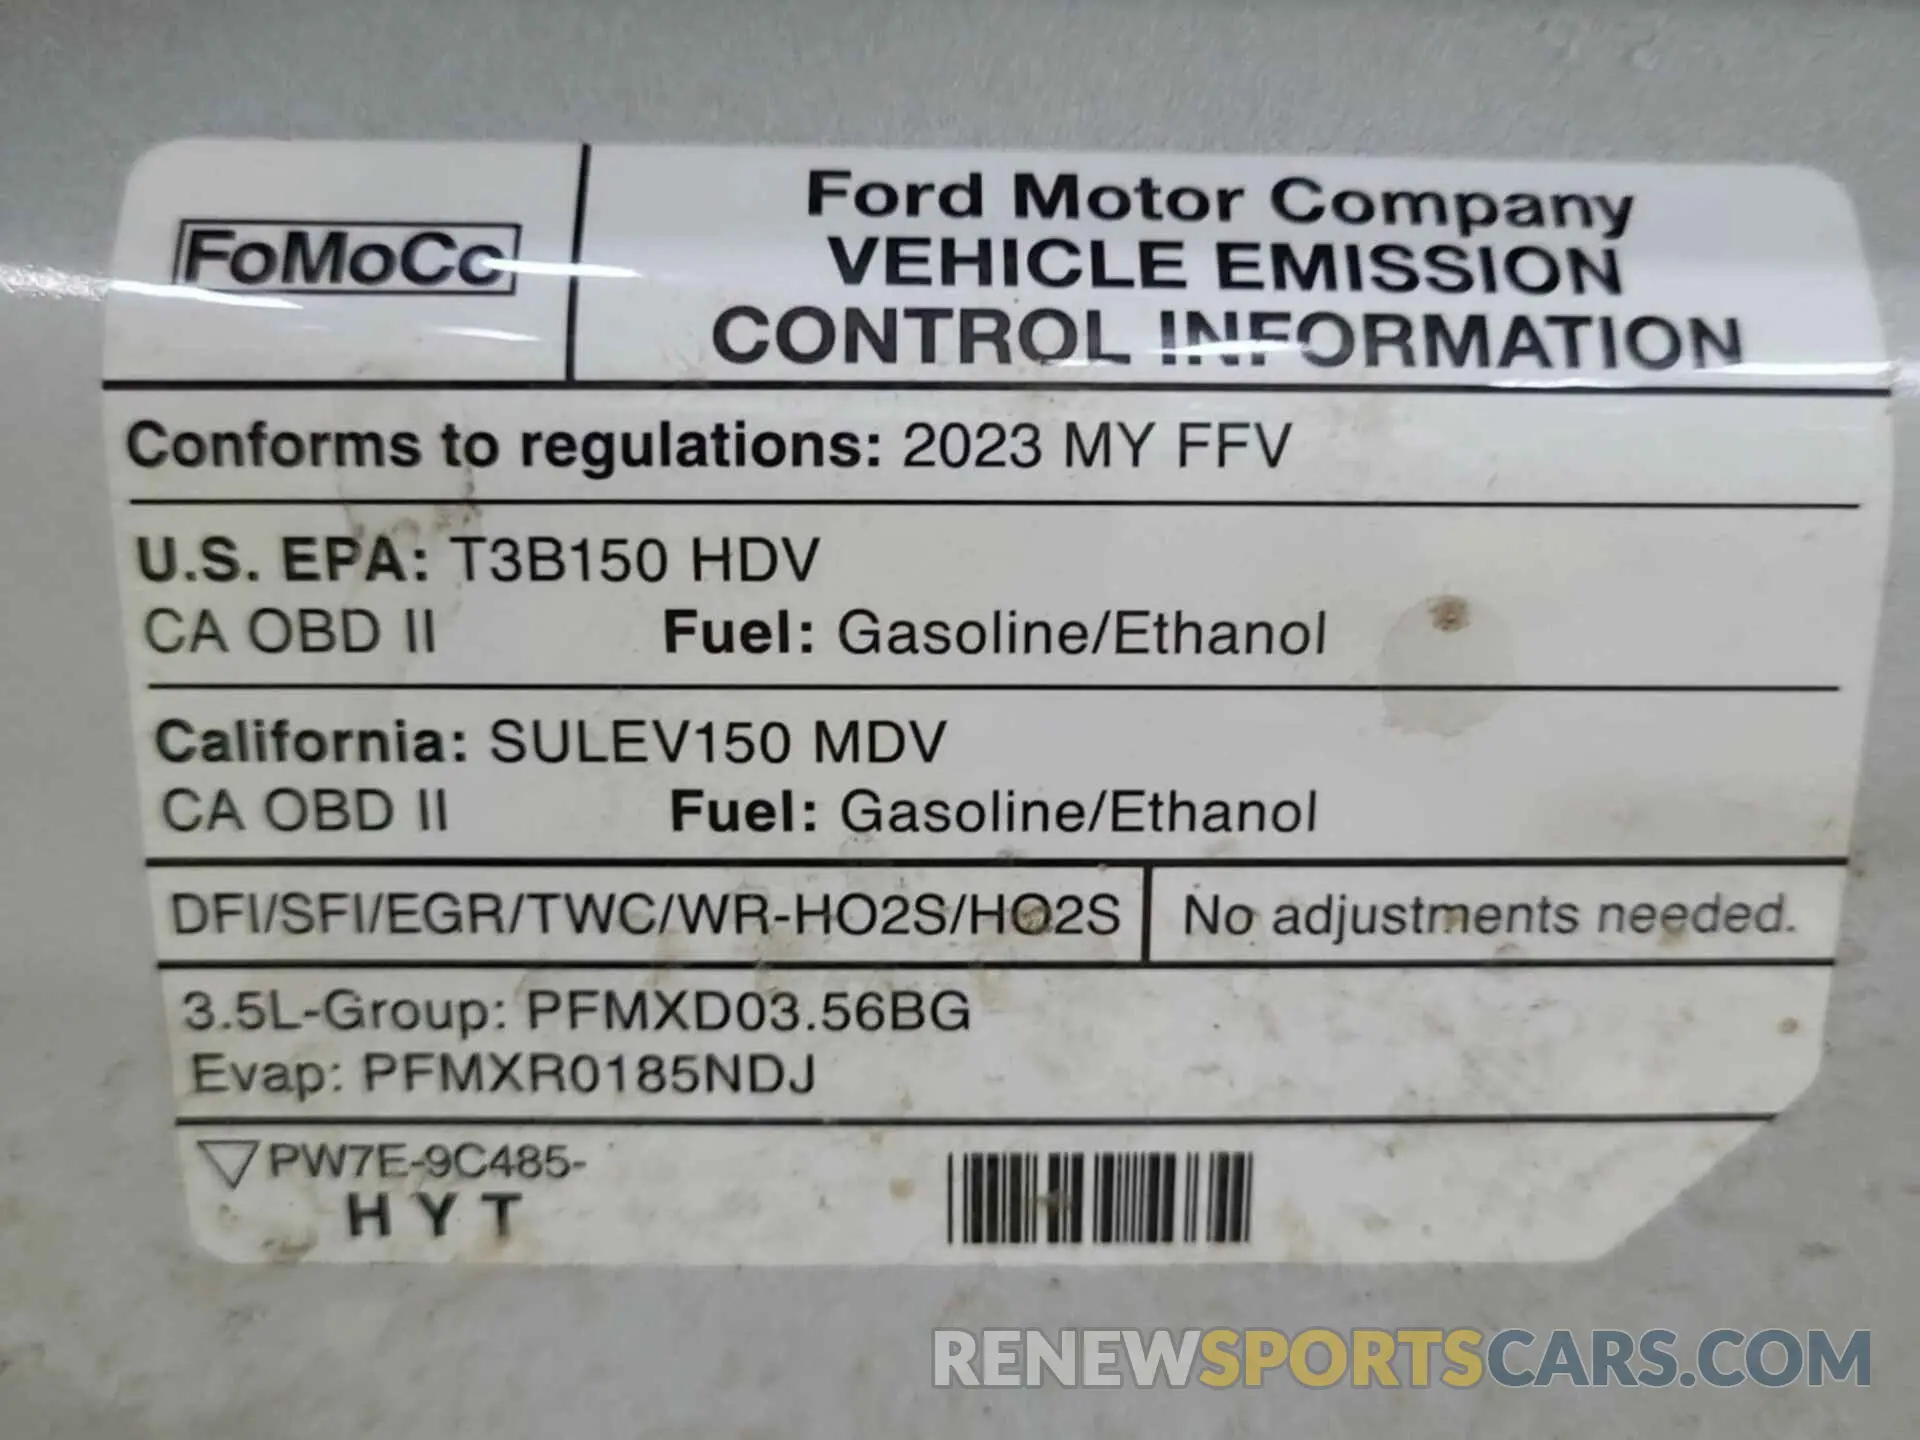 FoMoCo
Ford Motor Company
VEHICLE EMISSION
CONTROL INFORMATION
Conforms to regulations: 2023 MY FFV
U.S. EPA: T3B150 HDV
CA OBD II Fuel: Gasoline/Ethanol
California: SULEV150 MDV
CA OBD II Fuel: Gasoline/Ethanol
DFI/SFI/EGR/TWC/WR-HO2S/HO2S No adjustments needed.
3.5L-Group: PFMXD03.56BG
Evap: PFMXR0185NDJ
PW7E-9C485-
HYT
RENEWSPORTSCARS.COM